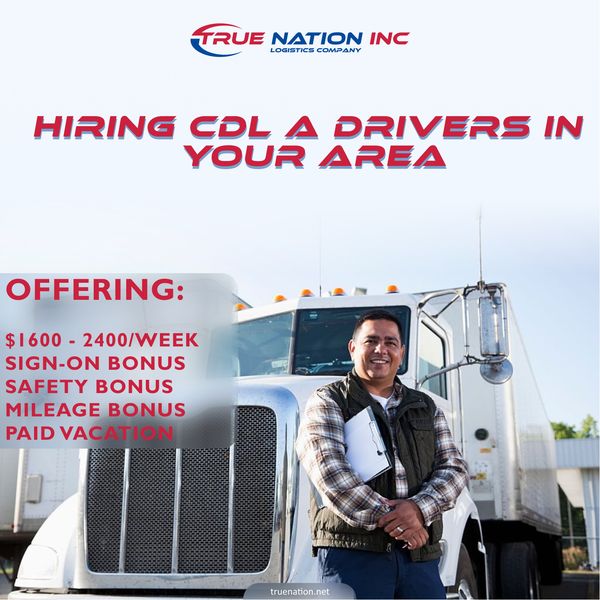 TRUE NATION INC
LOGISTICS COMPANY
HIRING CDL A DRIVERS IN
YOUR AREA
OFFERING:
$1600 - 2400/WEEK
SIGN-ON BONUS
SAFETY BONUS
MILEAGE BONUS
PAID VACATION
truenation.net